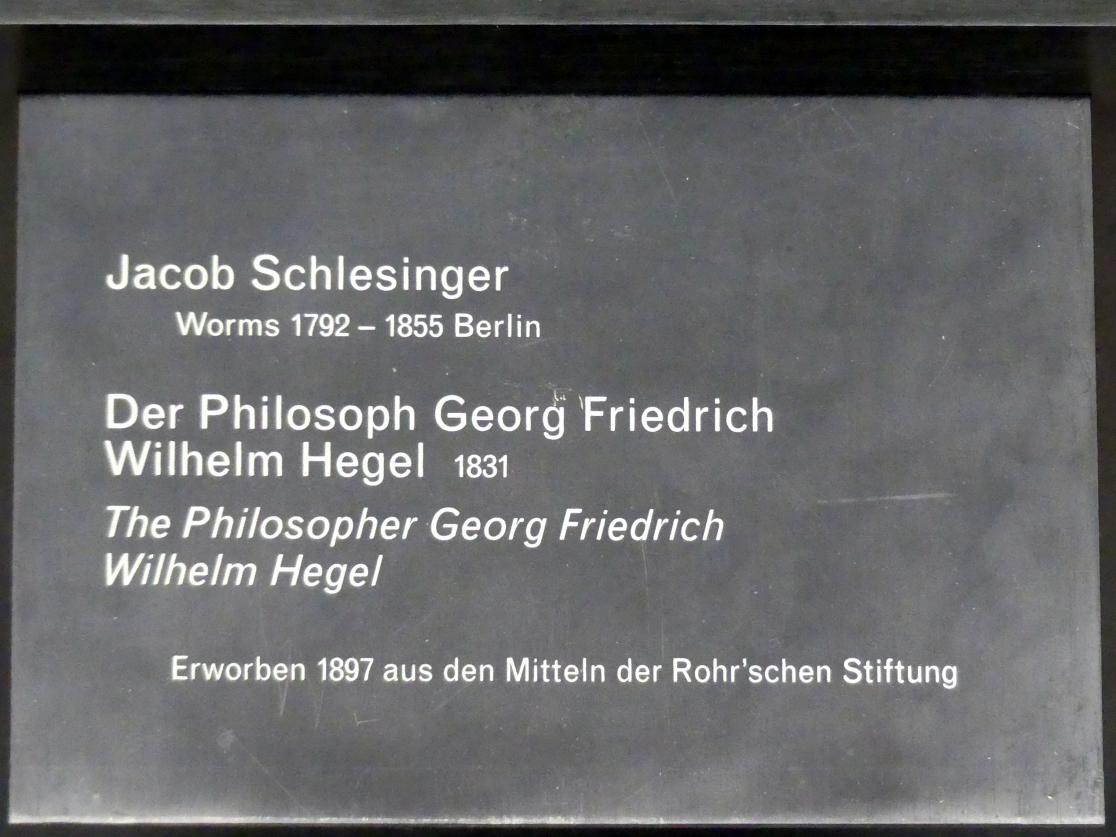 Jacob Schlesinger
Worms 1792 – 1855 Berlin
Der Philosoph Georg Friedrich
Wilhelm Hegel 1831
The Philosopher Georg Friedrich
Wilhelm Hegel
Erworben 1897 aus den Mitteln der Rohr'schen Stiftung